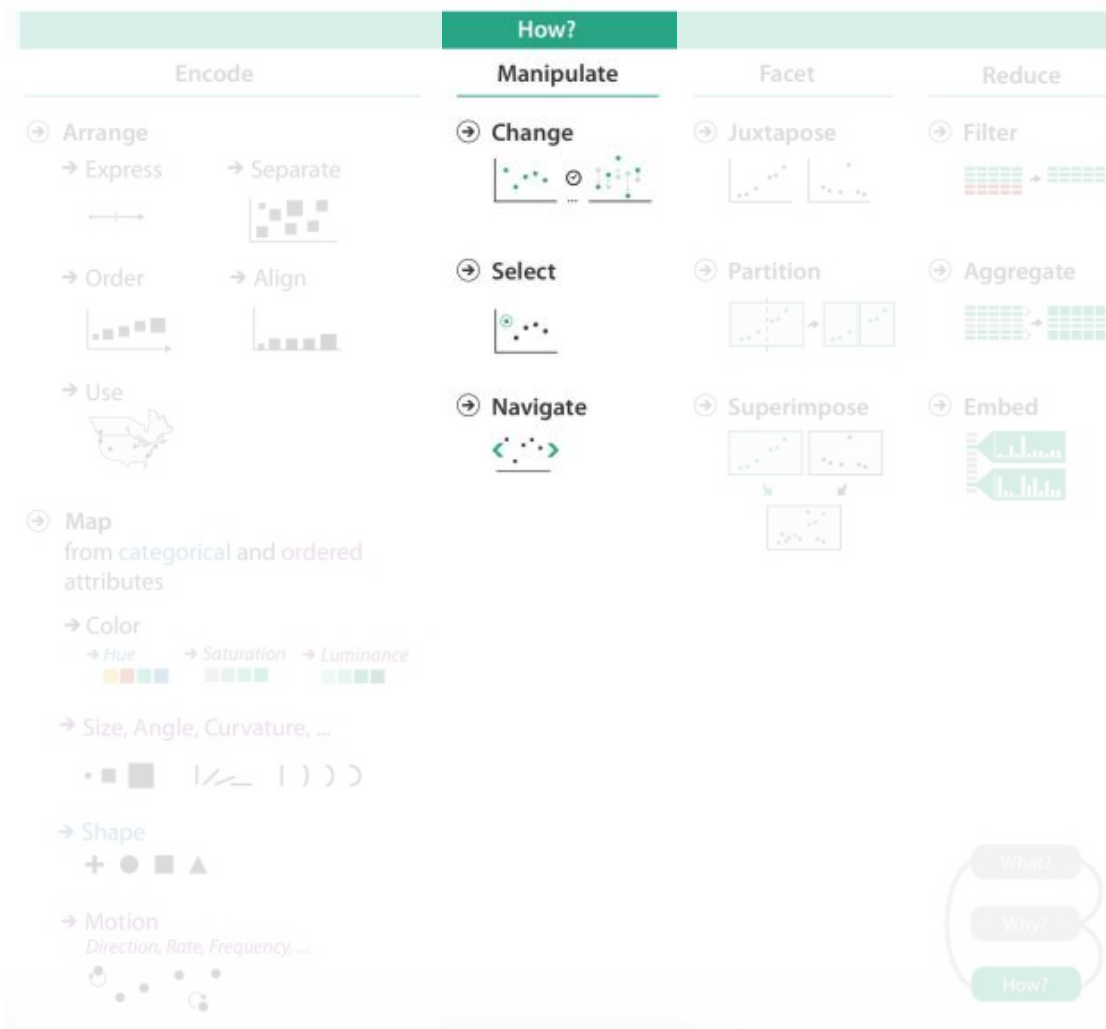 How?
Encode
Manipulate
Facet
Reduce
Arrange
Express
Separate
Order
Align
Use
Map
from categorical and ordered
attributes
Color
Hue
Saturation
Luminance
Size, Angle, Curvature, ...
Shape
Motion
Direction, Rate, Frequency, ...
Change
...
Select
Navigate
Juxtapose
Partition
Superimpose
Filter
Aggregate
Embed
What?
Why?
How?